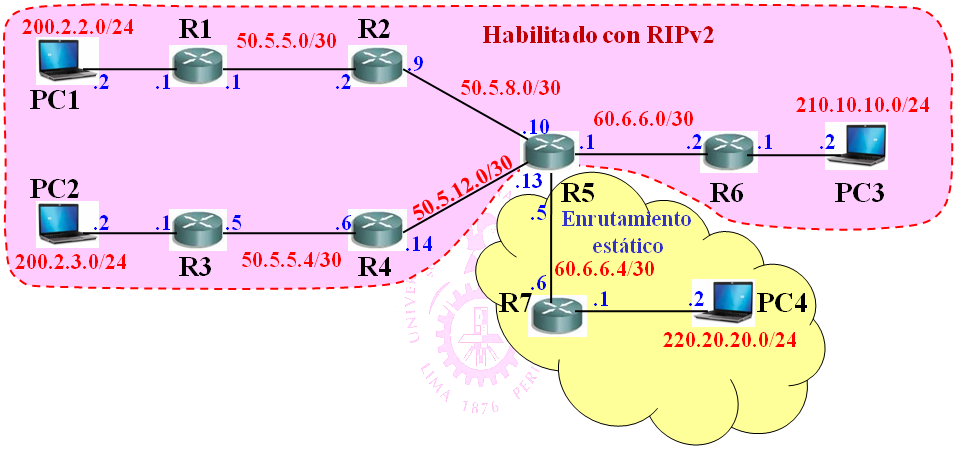 Habilitado con RIPv2
200.2.2.0/24
R1
50.5.5.0/30
R2
.9
PC1
.2
.1
.1
.2
50.5.8.0/30
.10
60.6.6.0/30
210.10.10.0/24
.1
.2
.1
.2
R6
PC3
PC2
.2
.1
.5
.6
200.2.3.0/24
R3
50.5.5.4/30
R4
.14
50.5.12.0/30
.13
R5
.5
Enrutamiento
estático
60.6.6.4/30
.6
R7
.1
.2
PC4
220.20.20.0/24
LIMA 1876